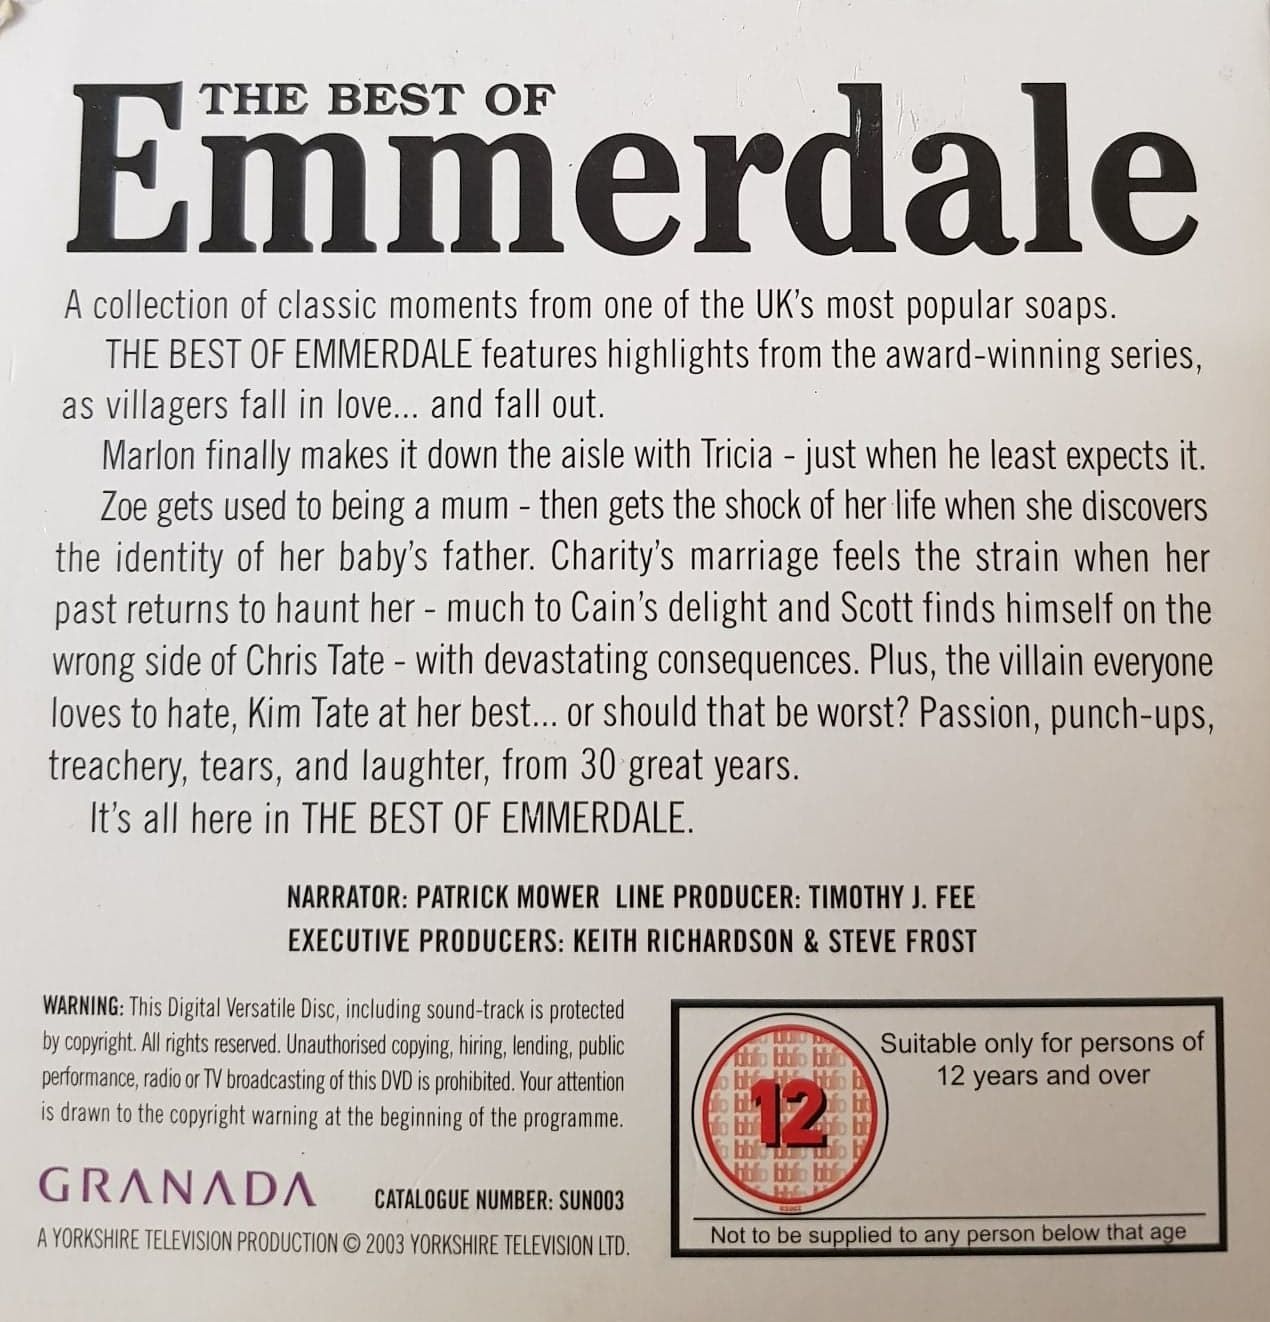 THE BEST OF
Emmerdale
A collection of classic moments from one of the UK's most popular soaps.
THE BEST OF EMMERDALE features highlights from the award-winning series,
as villagers fall in love... and fall out.
Marlon finally makes it down the aisle with Tricia - just when he least expects it.
Zoe gets used to being a mum - then gets the shock of her life when she discovers
the identity of her baby's father. Charity's marriage feels the strain when her
past returns to haunt her - much to Cain's delight and Scott finds himself on the
wrong side of Chris Tate - with devastating consequences. Plus, the villain everyone
loves to hate, Kim Tate at her best... or should that be worst? Passion, punch-ups,
treachery, tears, and laughter, from 30 great years.
It's all here in THE BEST OF EMMERDALE.
NARRATOR: PATRICK MOWER LINE PRODUCER: TIMOTHY J. FEE
EXECUTIVE PRODUCERS: KEITH RICHARDSON & STEVE FROST
WARNING: This Digital Versatile Disc, including sound-track is protected
by copyright. All rights reserved. Unauthorised copying, hiring, lending, public
performance, radio or TV broadcasting of this DVD is prohibited. Your attention
is drawn to the copyright warning at the beginning of the programme.
GRANADA
CATALOGUE NUMBER: SUN003
A YORKSHIRE TELEVISION PRODUCTION © 2003 YORKSHIRE TELEVISION LTD.
12
Suitable only for persons of
12 years and over
Not to be supplied to any person below that age